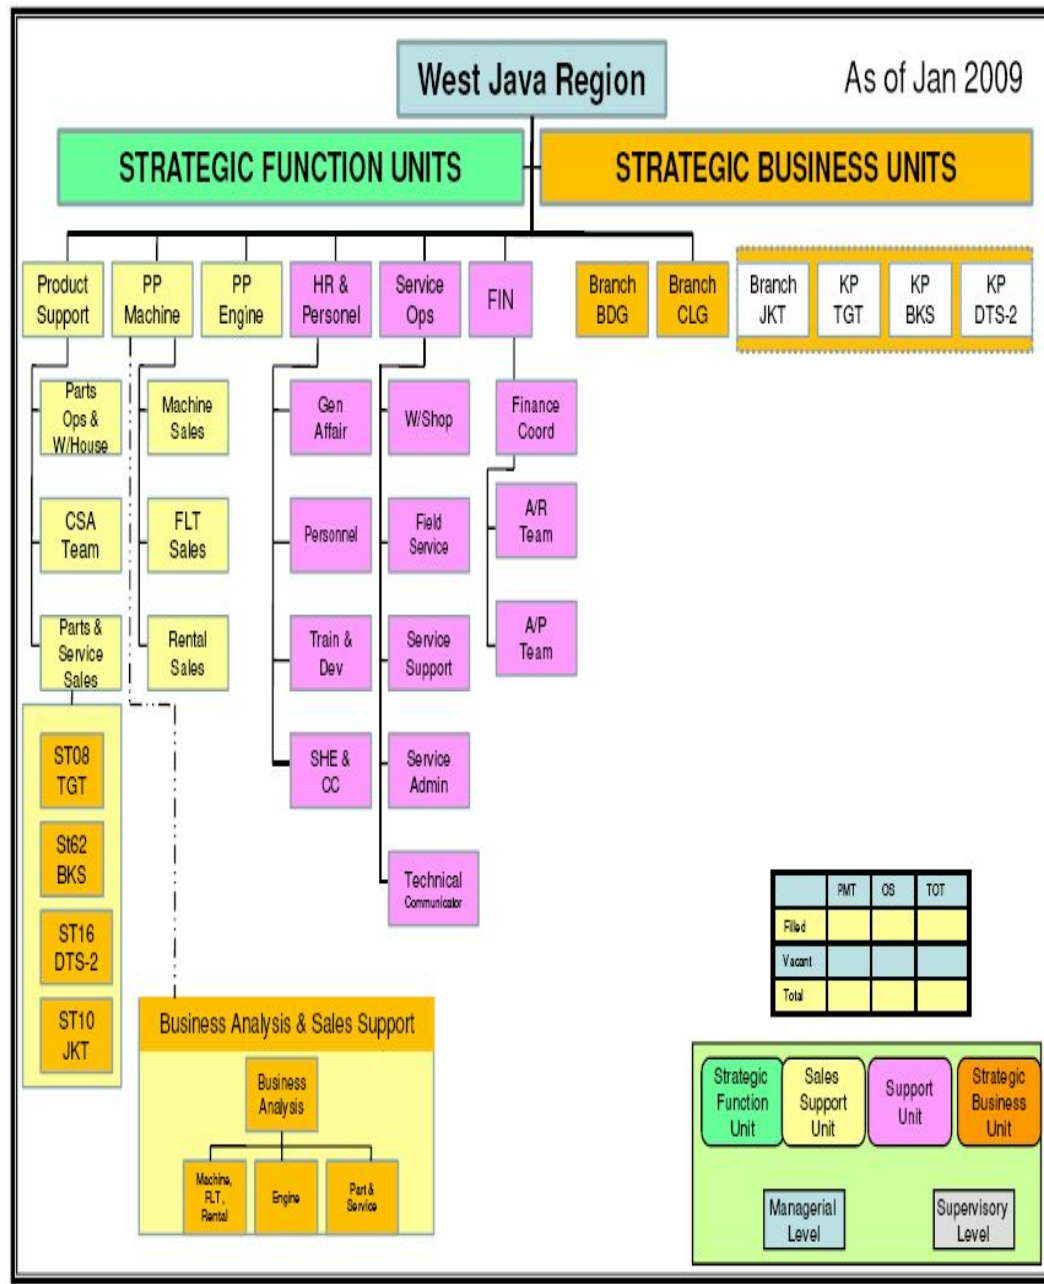 West Java Region
As of Jan 2009
STRATEGIC FUNCTION UNITS
STRATEGIC BUSINESS UNITS
Product
Support
PP
Machine
PP
Engine
HR &
Personel
Service
Ops
FIN
Branch
BDG
Branch
CLG
Branch
JKT
KP
TGT
KP
BKS
KP
DTS-2
Parts
Ops &
W/House
Machine
Sales
Gen
Affair
W/Shop
Finance
Coord
CSA
Team
FLT
Sales
Personnel
Field
Service
A/R
Team
Parts &
Service
Sales
Rental
Sales
Train &
Dev
Service
Support
A/P
Team
ST08
TGT
SHE &
CC
Service
Admin
St62
BKS
Technical
Communicator
ST16
DTS-2
ST10
JKT
PMT OS TOT
Filled
Vacant
Total
Business Analysis & Sales Support
Business
Analysis
Machine,
FLT,
Rental
Engine
Part &
Service
Strategic
Function
Unit
Sales
Support
Unit
Support
Unit
Strategic
Business
Unit
Managerial
Level
Supervisory
Level